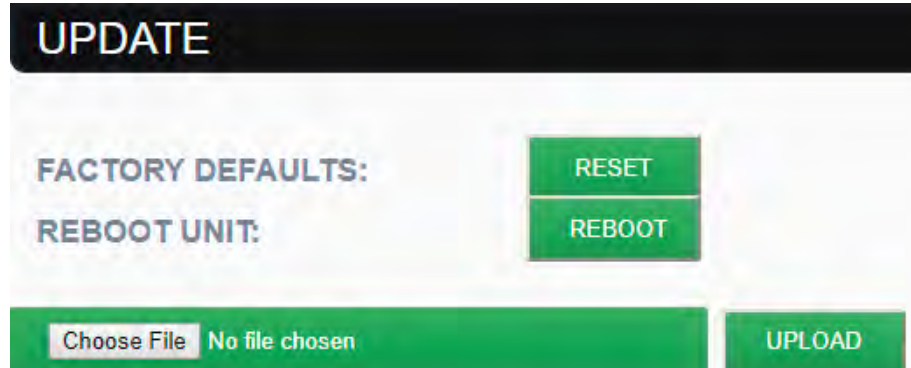 UPDATE
FACTORY DEFAULTS: RESET
REBOOT UNIT: REBOOT
Choose File No file chosen UPLOAD